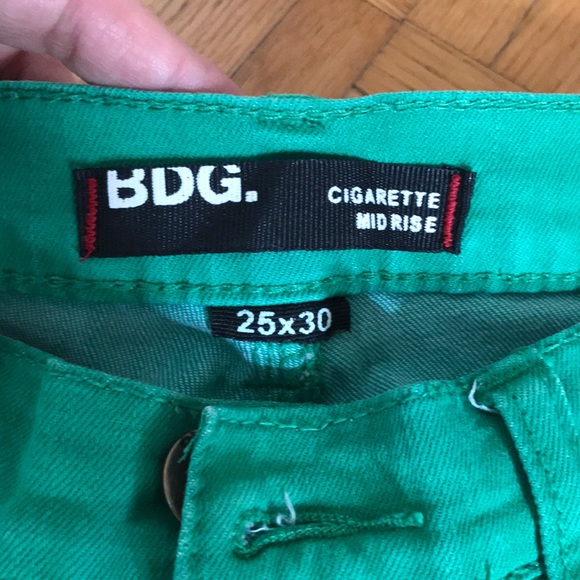 BDG.
CIGARETTE
MID RISE
25x30